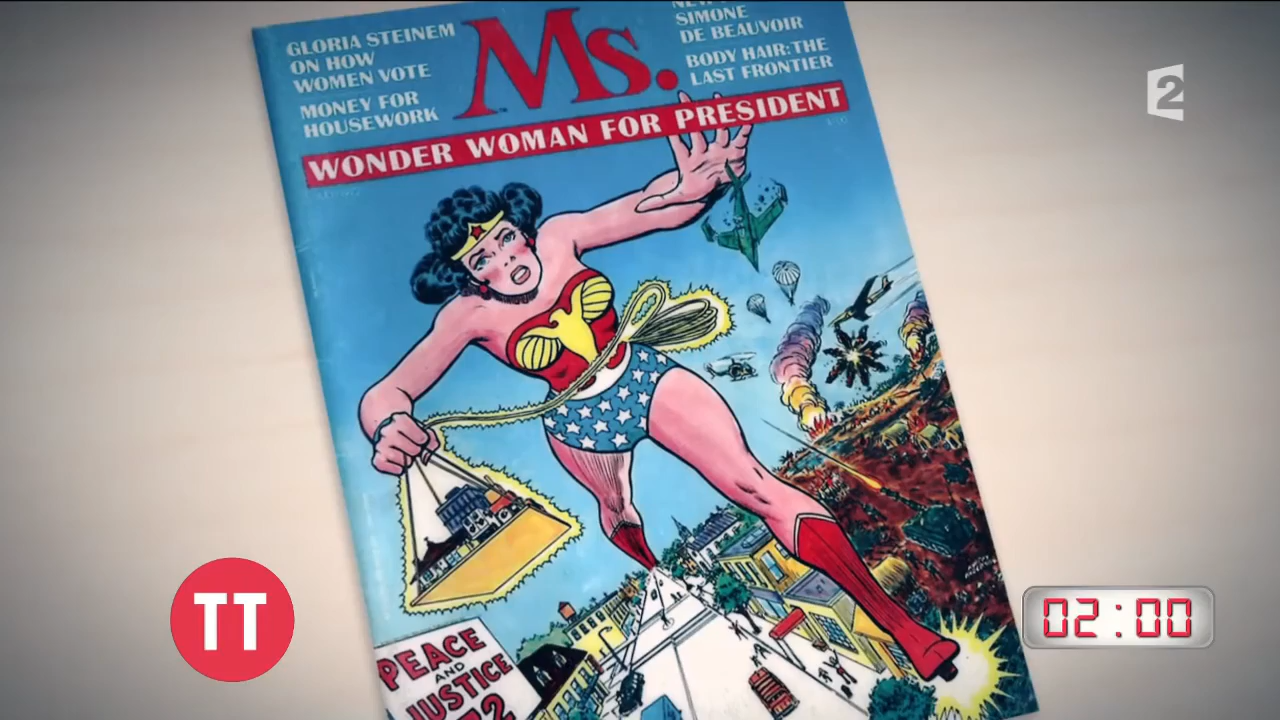 GLORIA STEINEM
ON HOW
WOMEN VOTE
MONEY FOR
HOUSEWORK
Ms.
SIMONE
DE BEAUVOIR
BODY HAIR: THE
LAST FRONTIER
WONDER WOMAN FOR PRESIDENT
2
PEACE
AND
JUSTICE
TT
02:00